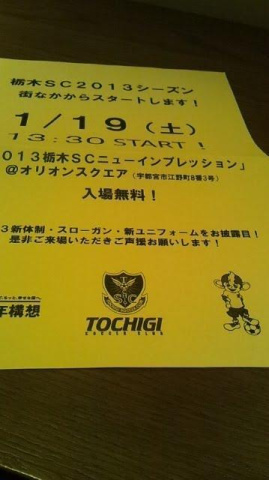 栃木SC2013シーズン
街なかからスタートします！
1/19（土）
13:30 START！
013栃木SCニューインプレッション」
@オリオンスクエア（宇都宮市江野町8番3号）
入場無料！
3新体制・スローガン・新ユニフォームをお披露目！
是非ご来場いただきご声援お願いします！
年構想
TOCHIGI
SOCCER CLUB